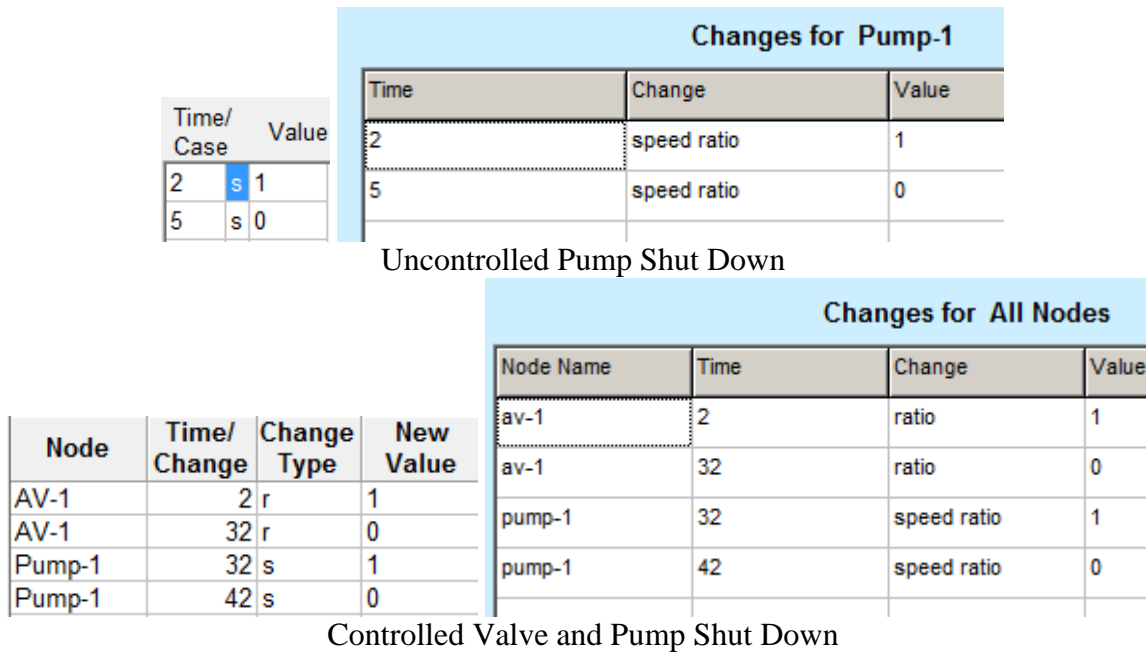 Changes for Pump-1
Time/ Case Value
2 s 1
5 s 0
Time Change Value
2 speed ratio 1
5 speed ratio 0
Uncontrolled Pump Shut Down
Node Time/ Change Change Type New Value
AV-1 2 r 1
AV-1 32 r 0
Pump-1 32 s 1
Pump-1 42 s 0
Changes for All Nodes
Node Name Time Change Value
av-1 2 ratio 1
av-1 32 ratio 0
pump-1 32 speed ratio 1
pump-1 42 speed ratio 0
Controlled Valve and Pump Shut Down